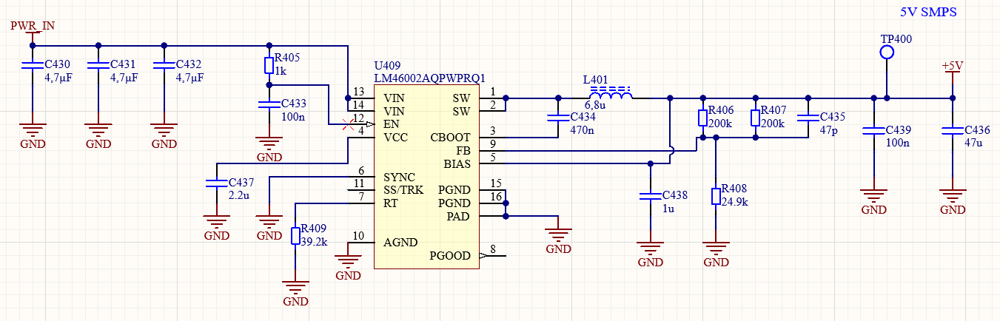 5V SMPS
PWR_IN
TP400
C430
4,7µF
C431
4,7µF
C432
4,7µF
R405
1k
U409
LM46002AQPWPRQ1
L401
6,8u
+5V
C433
100n
13
VIN
14
VIN
12
EN
4
VCC
6
SYNC
11
SS/TRK
7
RT
10
AGND
SW
1
SW
2
CBOOT
3
FB
9
BIAS
5
PGND
15
PGND
16
PAD
PGOOD
8
C434
470n
R406
200k
R407
200k
C435
47p
C439
100n
C436
47u
GND
GND
GND
GND
C437
2.2u
C438
1u
R408
24.9k
R409
39.2k
GND
GND
GND
GND
GND
GND
GND
GND
GND
GND